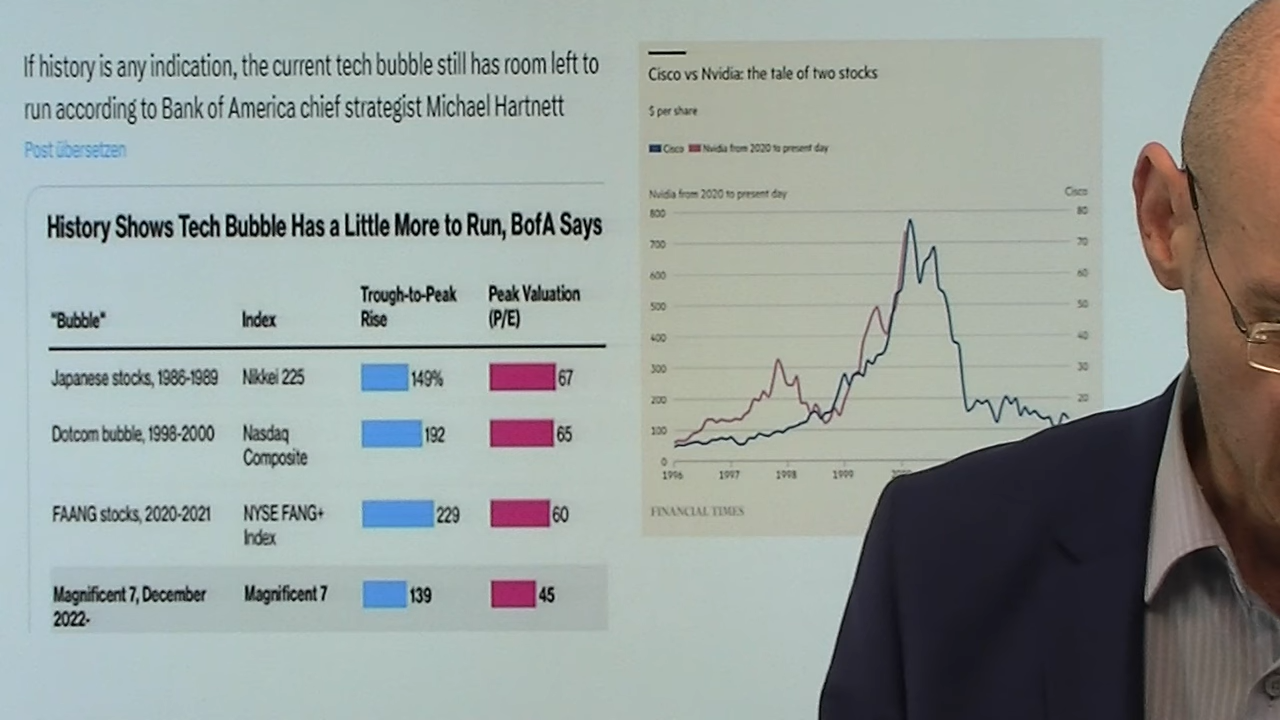 If history is any indication, the current tech bubble still has room left to
run according to Bank of America chief strategist Michael Hartnett
Post übersetzen
History Shows Tech Bubble Has a Little More to Run, BofA Says
"Bubble"
Index
Trough-to-Peak
Rise
Peak Valuation
(P/E)
Japanese stocks, 1986-1989
Nikkei 225
149%
67
Dotcom bubble, 1998-2000
Nasdaq
Composite
192
65
FAANG stocks, 2020-2021
NYSE FANG+
Index
229
60
Magnificent 7, December
2022-
Magnificent 7
139
45
Cisco vs Nvidia: the tale of two stocks
$ per share
Cisco
Nvidia from 2020 to present day
Nvidia from 2020 to present day
Cisco
800
80
700
70
600
60
500
50
400
40
300
30
200
20
100
0
1996
1997
1998
1999
FINANCIAL TIMES